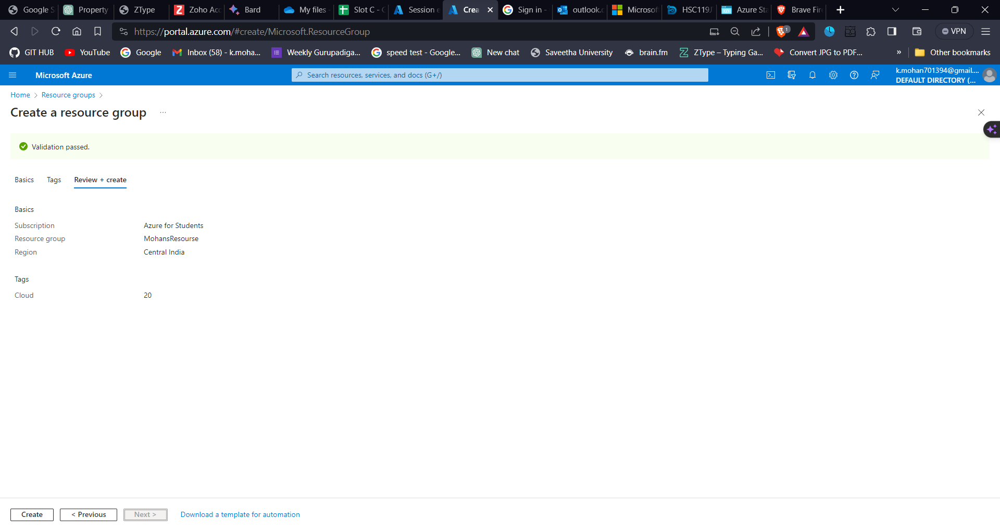 Google S
Property
ZType
Zoho Acc
Bard
My files -
Slot C - C
Session e
Crea
Sign in -
outlook.c
Microsof
HSC119J
Azure Sta
Brave Fire
https://portal.azure.com/#create/Microsoft.ResourceGroup
1
VPN
GIT HUB
YouTube
Google
Inbox (58) - k.moha...
Weekly Gurupadiga...
speed test - Google...
New chat
Saveetha University
brain.fm
ZType – Typing Ga...
Convert JPG to PDF...
»
Other bookmarks
Microsoft Azure
Search resources, services, and docs (G+/)
k.mohan701394@gmail....
DEFAULT DIRECTORY (...
Home > Resource groups >
Create a resource group ...
Validation passed.
Basics Tags Review + create
Basics
Subscription Azure for Students
Resource group MohansResourse
Region Central India
Tags
Cloud 20
Create < Previous Next > Download a template for automation